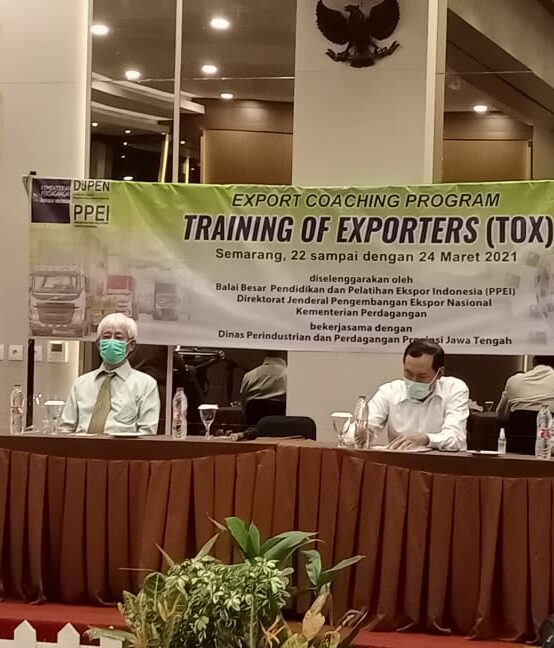 KEMENTERIAN
PERDAGANGAN
DJPEN
PPEI
EXPORT COACHING PROGRAM
TRAINING OF EXPORTERS (TOX)
Semarang, 22 sampai dengan 24 Maret 2021
diselenggarakan oleh
Balai Besar Pendidikan dan Pelatihan Ekspor Indonesia (PPEI)
Direktorat Jenderal Pengembangan Ekspor Nasional
Kementerian Perdagangan
bekerjasama dengan
Dinas Perindustrian dan Perdagangan Provinsi Jawa Tengah